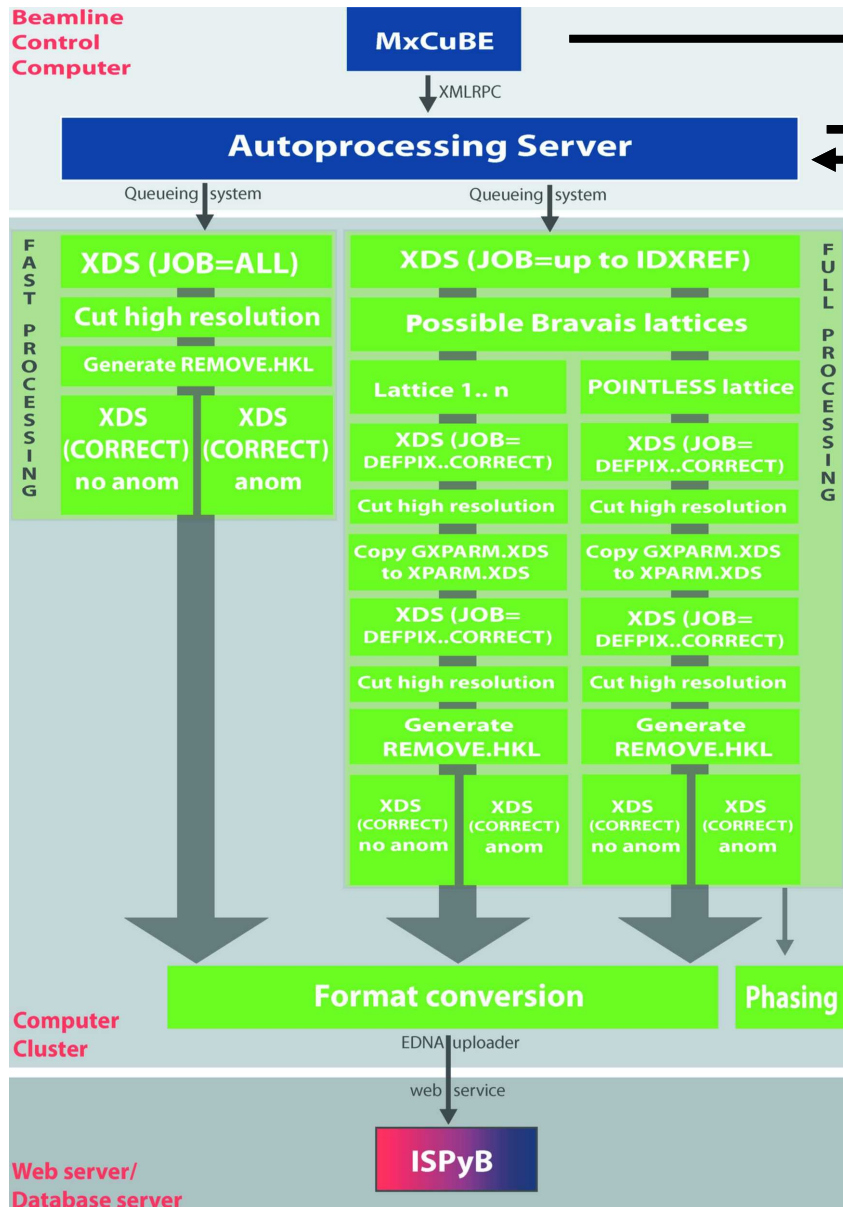 Beamline
Control
Computer
MxCuBE
XMLRPC
Autoprocessing Server
Queueing system
Queueing system
FAST PROCESSING
XDS (JOB=ALL)
Cut high resolution
Generate REMOVE.HKL
XDS
(CORRECT)
no anom
XDS
(CORRECT)
anom
XDS (JOB=up to IDXREF)
Possible Bravais lattices
Lattice 1.. n
XDS (JOB=
DEFPIX..CORRECT)
Cut high resolution
Copy GXPARM.XDS
to XPARM.XDS
XDS (JOB=
DEFPIX..CORRECT)
Cut high resolution
Generate
REMOVE.HKL
XDS
(CORRECT)
no anom
XDS
(CORRECT)
anom
POINTLESS lattice
XDS (JOB=
DEFPIX..CORRECT)
Cut high resolution
Copy GXPARM.XDS
to XPARM.XDS
XDS (JOB=
DEFPIX..CORRECT)
Cut high resolution
Generate
REMOVE.HKL
XDS
(CORRECT)
no anom
XDS
(CORRECT)
anom
FULL PROCESSING
Format conversion
Phasing
Computer
Cluster
EDNA uploader
web service
ISPyB
Web server/
Database server